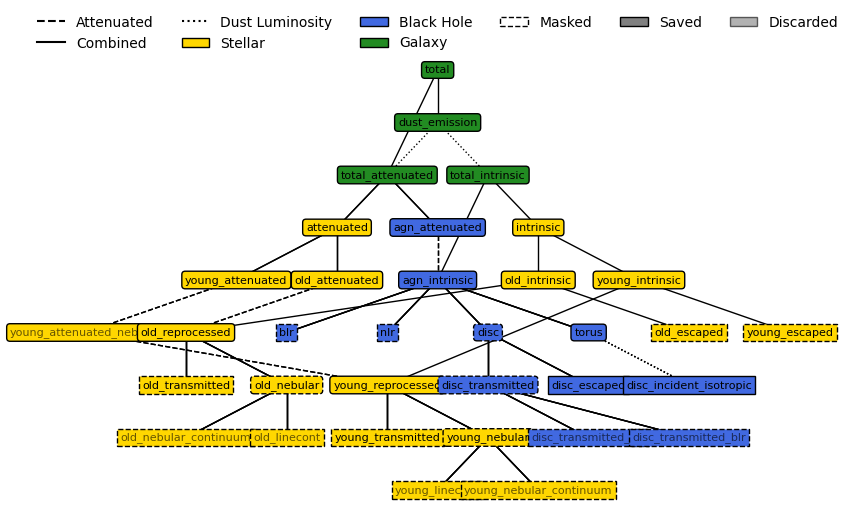 Attenuated Dust Luminosity Black Hole Masked Saved Discarded
Combined Stellar Galaxy
total
dust_emission
total_attenuated total_intrinsic
attenuated agn_attenuated intrinsic
young_attenuated old_attenuated agn_intrinsic old_intrinsic young_intrinsic
young_attenuated_neb old_reprocessed blr nlr disc torus old_escaped young_escaped
old_transmitted old_nebular young_reprocessed disc_transmitted disc_escaped disc_incident_isotropic
old_nebular_continuum old_linecont young_transmitted young_nebular disc_transmitted disc_transmitted_blr
young_linec young_nebular_continuum